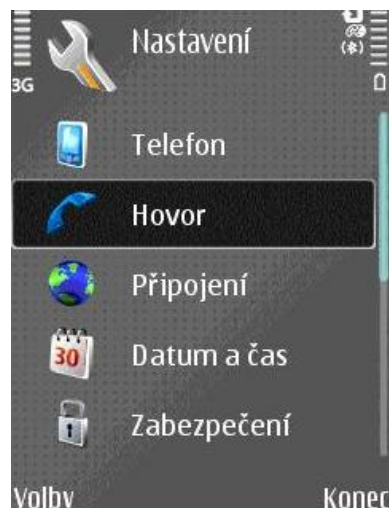 Nastavení
3G
Telefon
Hovor
Připojení
30
Datum a čas
Zabezpečení
Volby
Konec